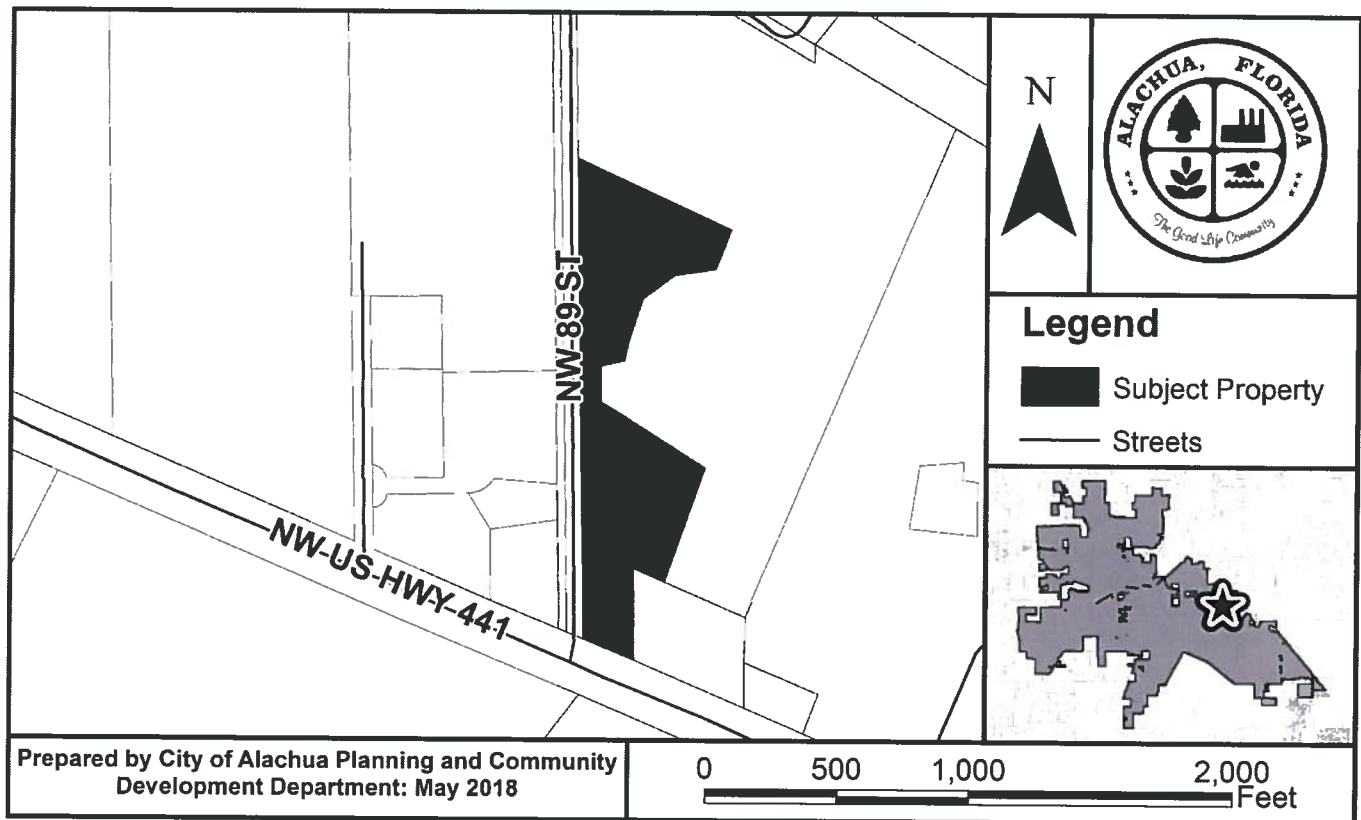 NW-89-ST
NW-US-HWY-441
N
ALACHUA, FLORIDA
The Good Life Community
Legend
Subject Property
Streets
Prepared by City of Alachua Planning and Community
Development Department: May 2018
0 500 1,000 2,000
Feet